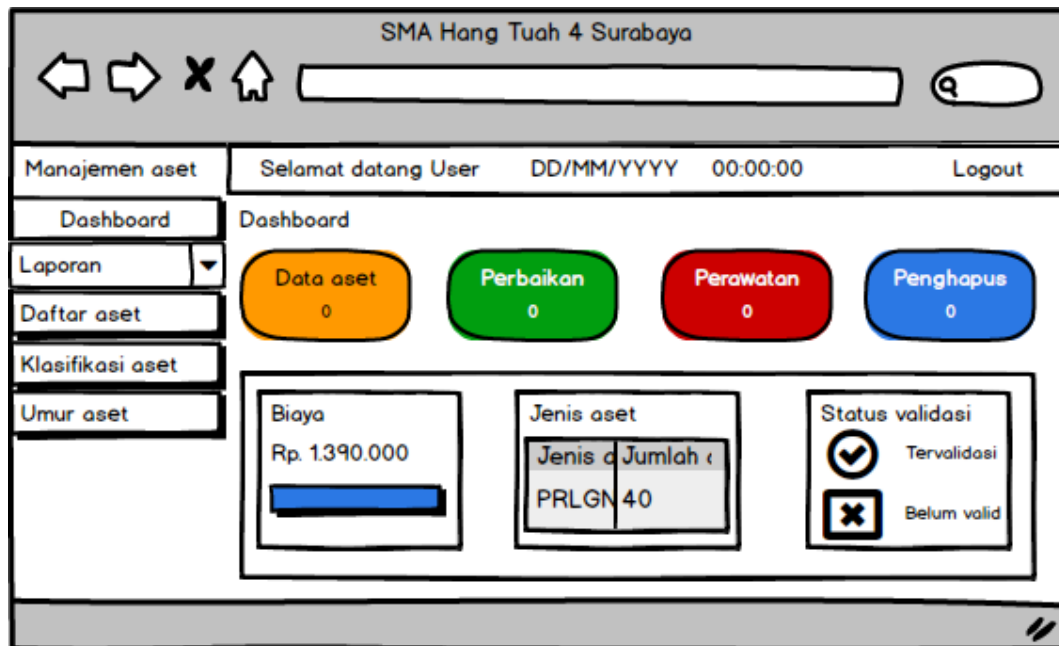 SMA Hang Tuah 4 Surabaya
Manajemen aset
Selamat datang User DD/MM/YYYY 00:00:00 Logout
Dashboard
Laporan
Daftar aset
Klasifikasi aset
Umur aset
Dashboard
Data aset
0
Perbaikan
0
Perawatan
0
Penghapus
0
Biaya
Rp. 1.390.000
Jenis aset
Jenis a Jumlah
PRLGN 40
Status validasi
Tervalidasi
Belum valid